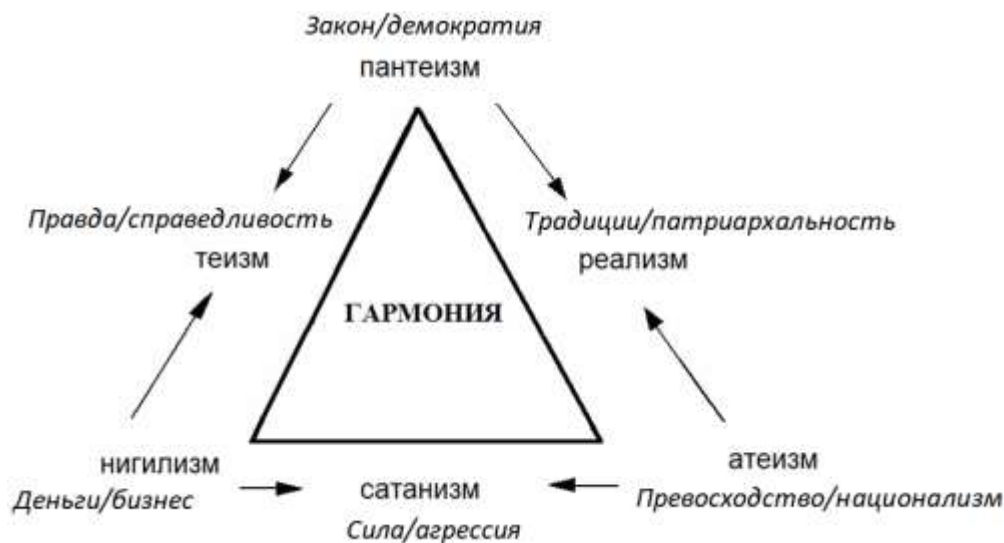 Закон/демократия
пантеизм
Правда/справедливость
теизм
Традиции/патриархальность
реализм
ГАРМОНИЯ
нигилизм
Деньги/бизнес
сатанизм
Сила/агрессия
атеизм
Превосходство/национализм